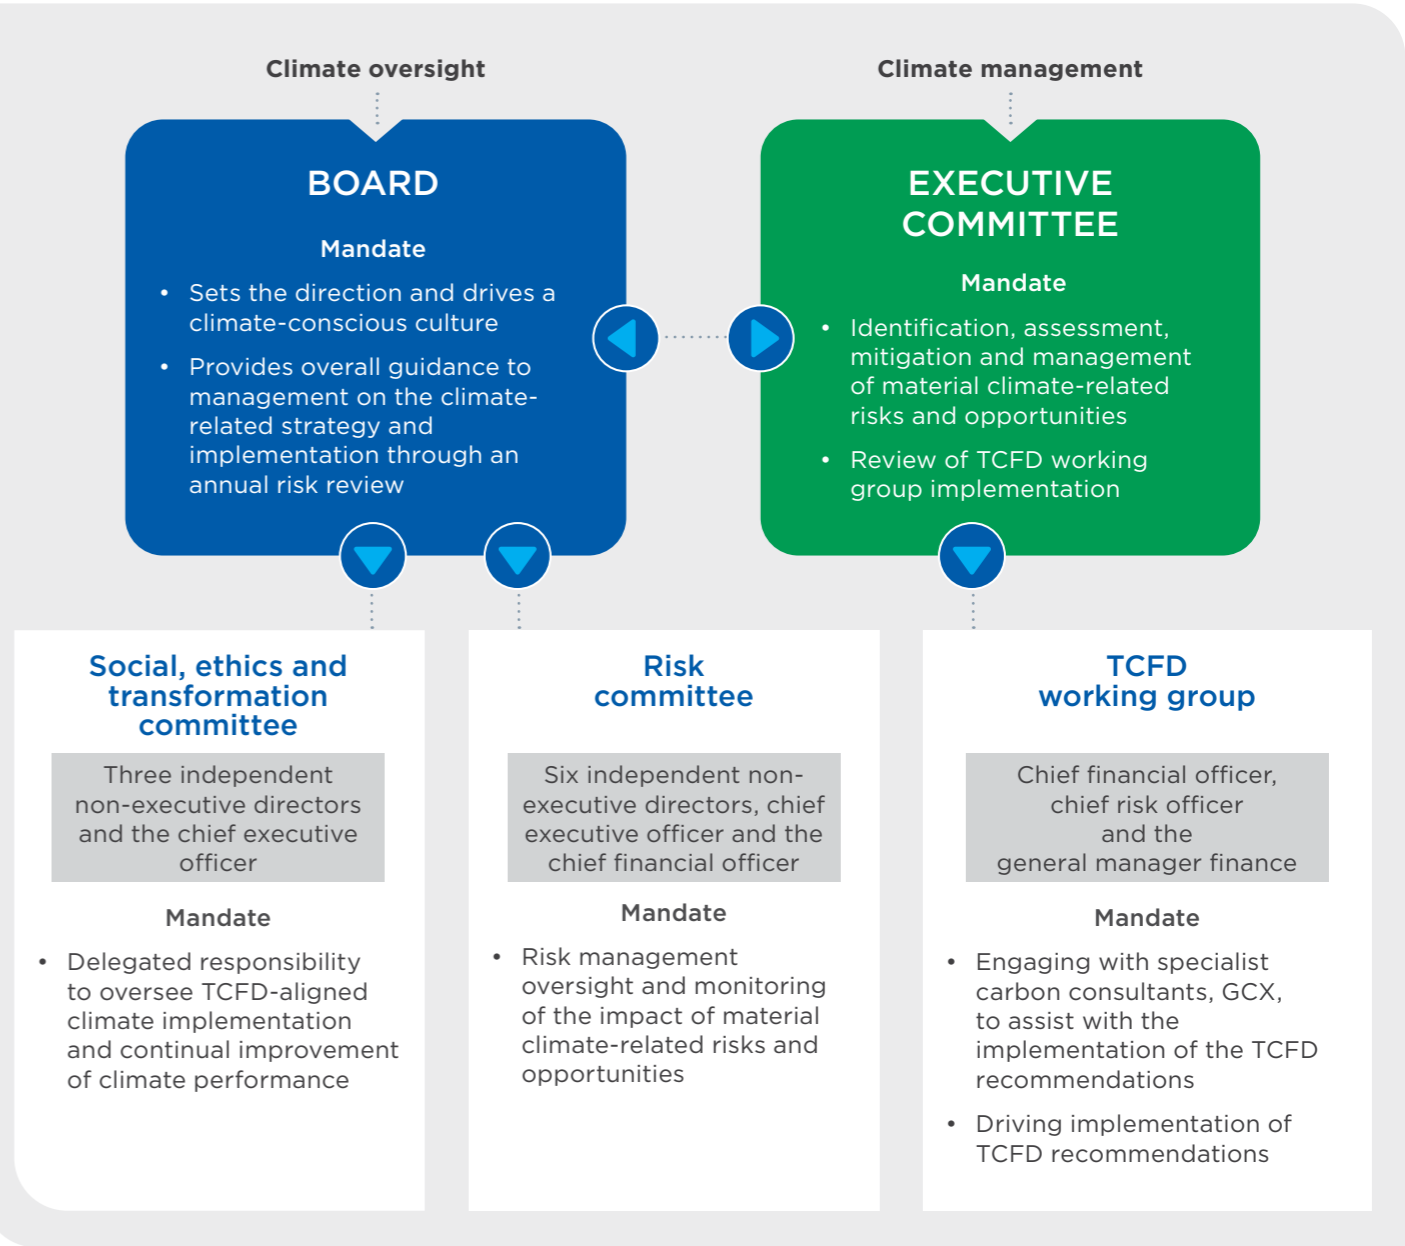 Climate oversight
Climate management
BOARD
Mandate
• Sets the direction and drives a
climate-conscious culture
• Provides overall guidance to
management on the climate-
related strategy and
implementation through an
annual risk review
EXECUTIVE
COMMITTEE
Mandate
• Identification, assessment,
mitigation and management
of material climate-related
risks and opportunities
• Review of TCFD working
group implementation
Social, ethics and
transformation
committee
Three independent
non-executive directors
and the chief executive
officer
Mandate
• Delegated responsibility
to oversee TCFD-aligned
climate implementation
and continual improvement
of climate performance
Risk
committee
Six independent non-
executive directors, chief
executive officer and the
chief financial officer
Mandate
• Risk management
oversight and monitoring
of the impact of material
climate-related risks and
opportunities
TCFD
working group
Chief financial officer,
chief risk officer
and the
general manager finance
Mandate
• Engaging with specialist
carbon consultants, GCX,
to assist with the
implementation of the TCFD
recommendations
• Driving implementation of
TCFD recommendations